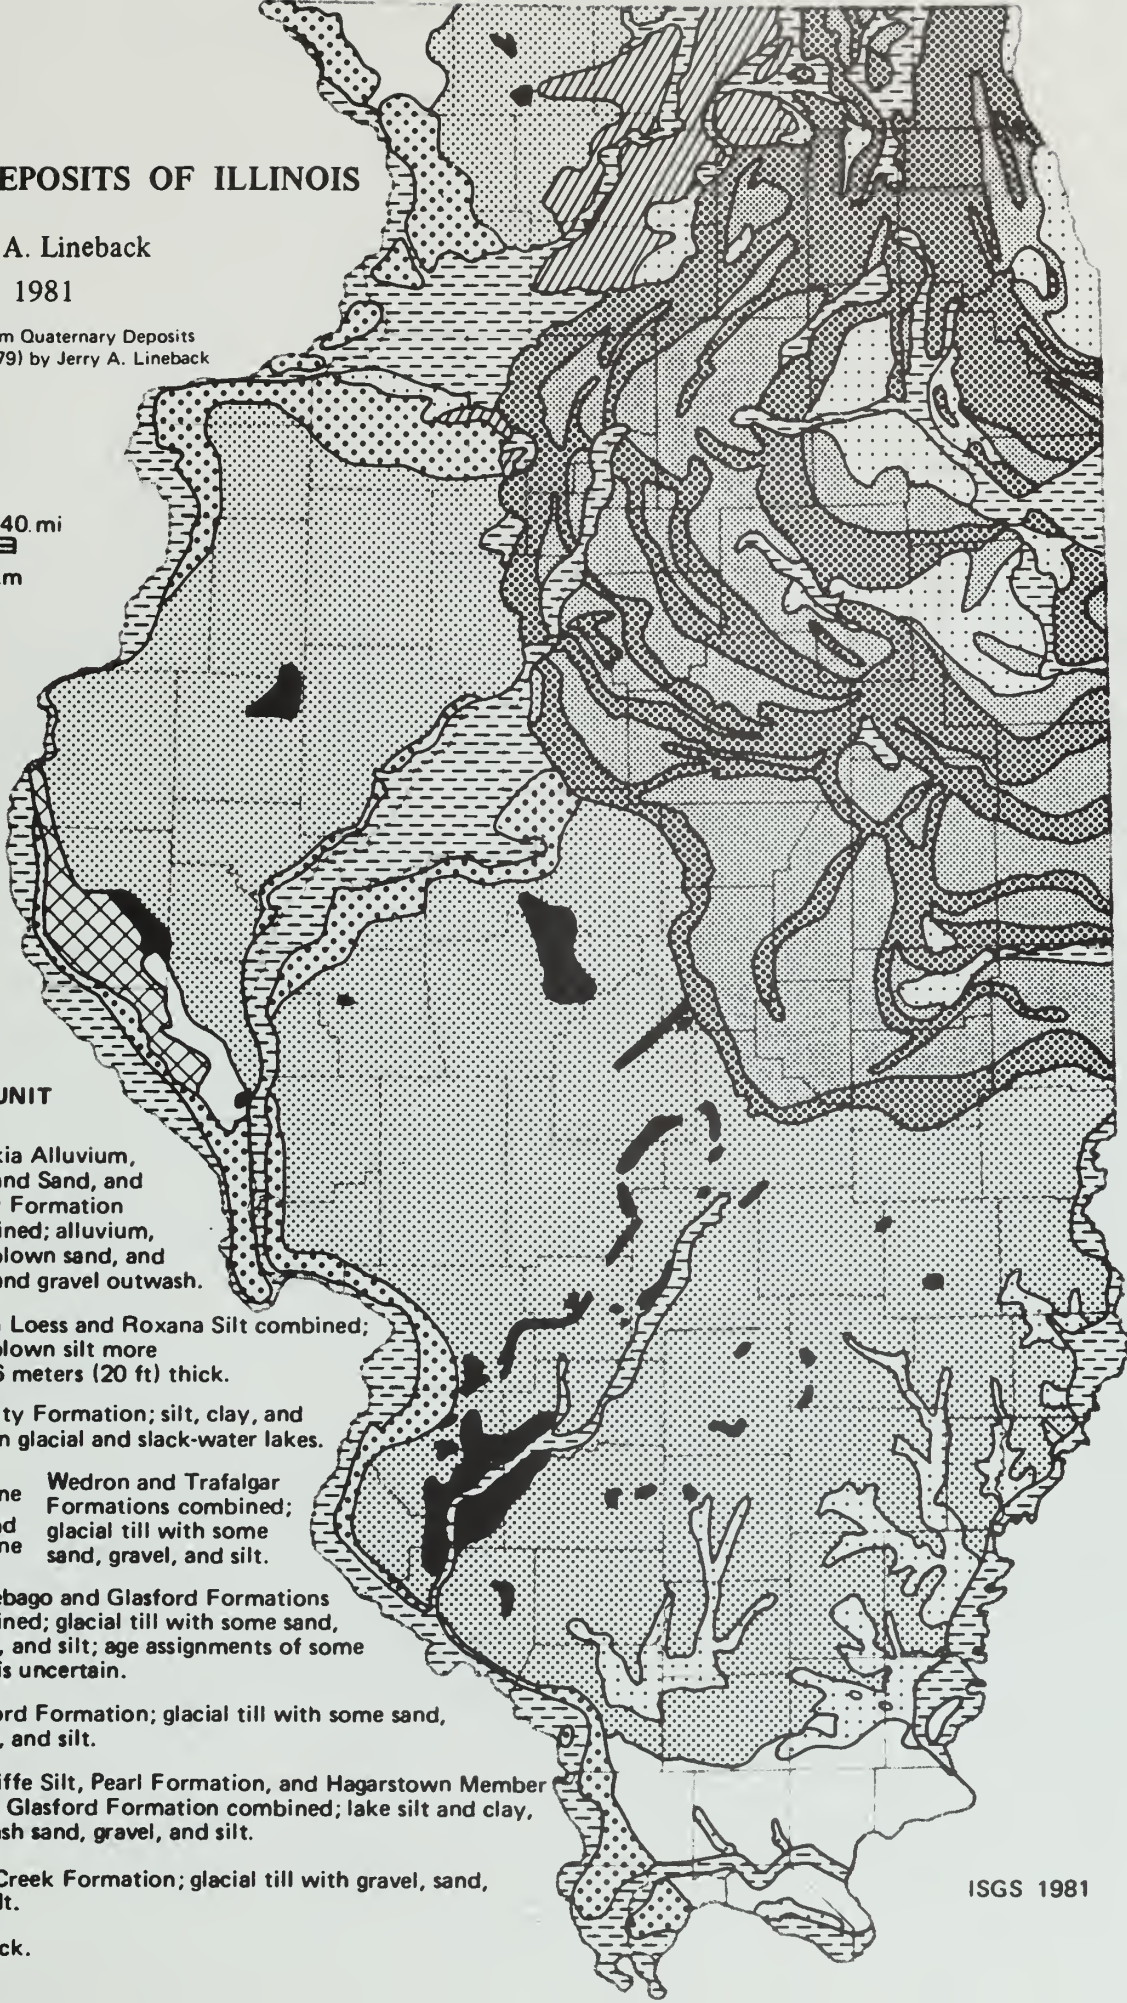 EPOSITS OF ILLINOIS
A. Lineback
1981
m Quaternary Deposits
79) by Jerry A. Lineback
40 mi
m
UNIT
kia Alluvium,
and Sand, and
Formation
ined; alluvium,
blown sand, and
and gravel outwash.
Loess and Roxana Silt combined;
blown silt more
6 meters (20 ft) thick.
ty Formation; silt, clay, and
n glacial and slack-water lakes.
ne
d
ne
Wedron and Trafalgar
Formations combined;
glacial till with some
sand, gravel, and silt.
ebago and Glasford Formations
ined; glacial till with some sand,
, and silt; age assignments of some
is uncertain.
ord Formation; glacial till with some sand,
, and silt.
iffe Silt, Pearl Formation, and Hagarstown Member
Glasford Formation combined; lake silt and clay,
sh sand, gravel, and silt.
Creek Formation; glacial till with gravel, sand,
lt.
ck.
ISGS 1981